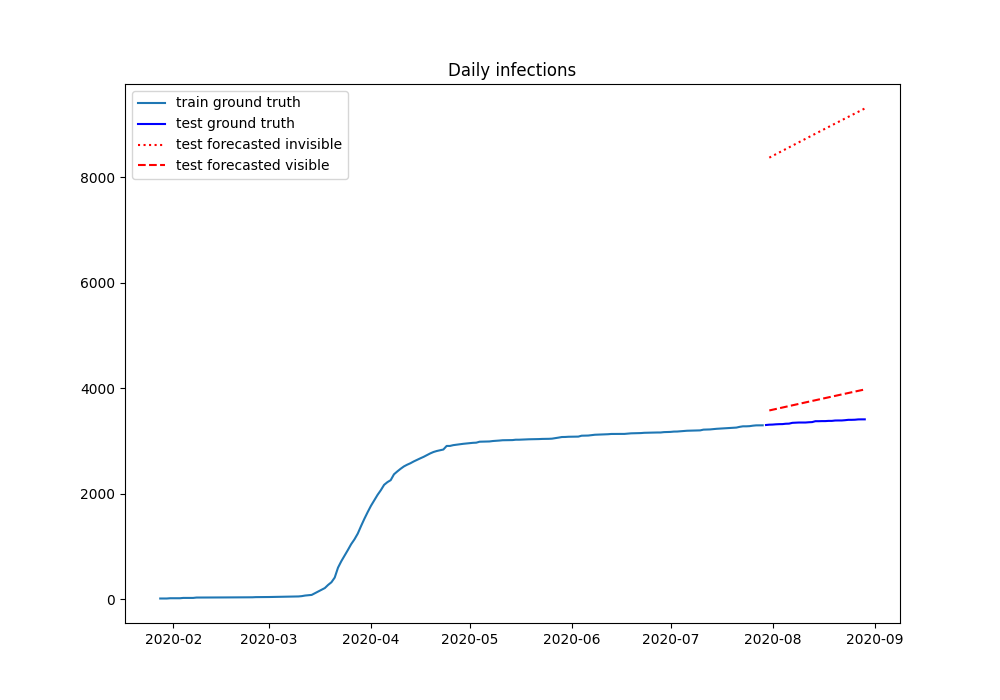 Daily infections
train ground truth
test ground truth
test forecasted invisible
test forecasted visible
8000
6000
4000
2000
0
2020-02 2020-03 2020-04 2020-05 2020-06 2020-07 2020-08 2020-09